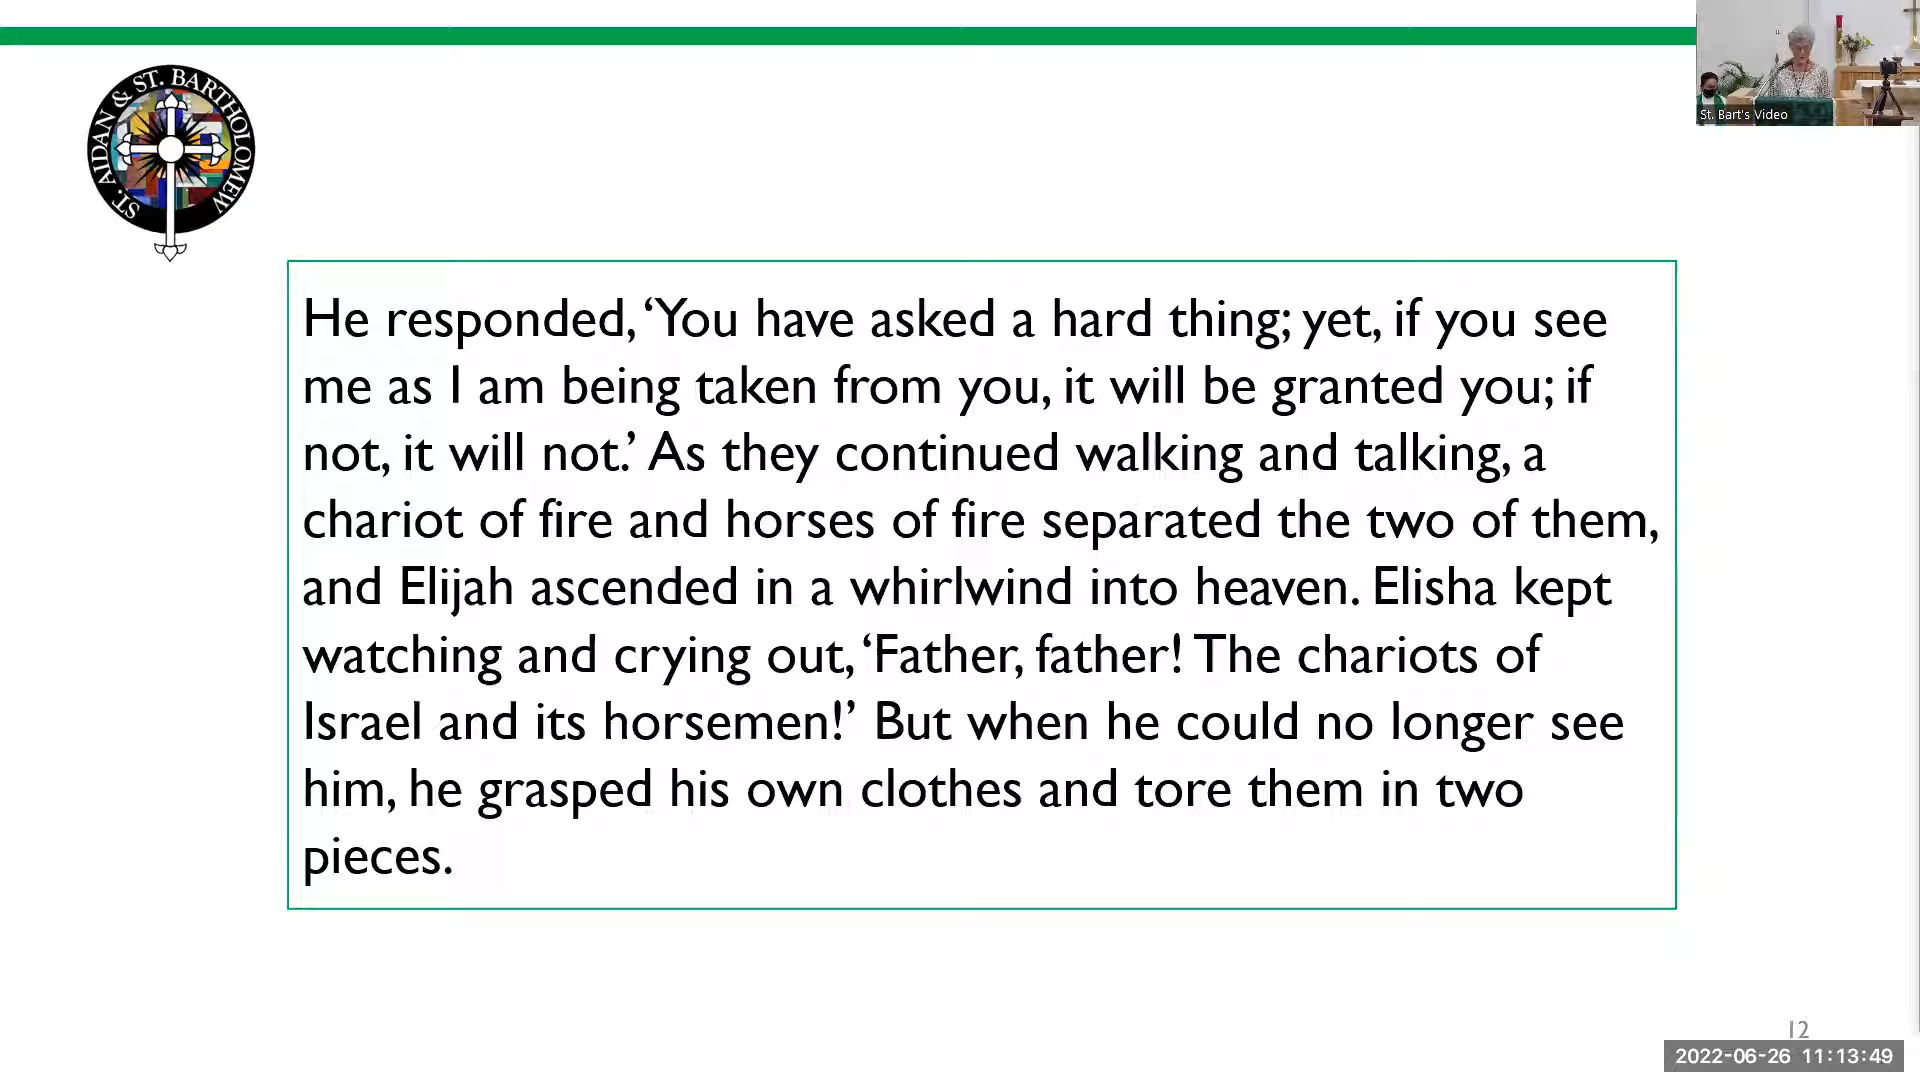 ST. AIDAN & ST. BARTHOLOMEW
St. Bart's Video
He responded, ‘You have asked a hard thing; yet, if you see
me as I am being taken from you, it will be granted you; if
not, it will not.’ As they continued walking and talking, a
chariot of fire and horses of fire separated the two of them,
and Elijah ascended in a whirlwind into heaven. Elisha kept
watching and crying out, ‘Father, father! The chariots of
Israel and its horsemen!’ But when he could no longer see
him, he grasped his own clothes and tore them in two
pieces.
12
2022-06-26 11:13:49